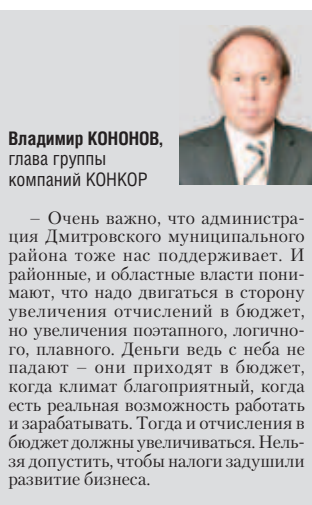 Владимир КОНОНОВ,
глава группы
компаний КОНКОР
– Очень важно, что администра-
ция Дмитровского муниципального
района тоже нас поддерживает. И
районные, и областные власти пони-
мают, что надо двигаться в сторону
увеличения отчислений в бюджет,
но увеличения поэтапного, логично-
го, плавного. Деньги ведь с неба не
падают – они приходят в бюджет,
когда климат благоприятный, когда
есть реальная возможность работать
и зарабатывать. Тогда и отчисления в
бюджет должны увеличиваться. Нель-
зя допустить, чтобы налоги задушили
развитие бизнеса.